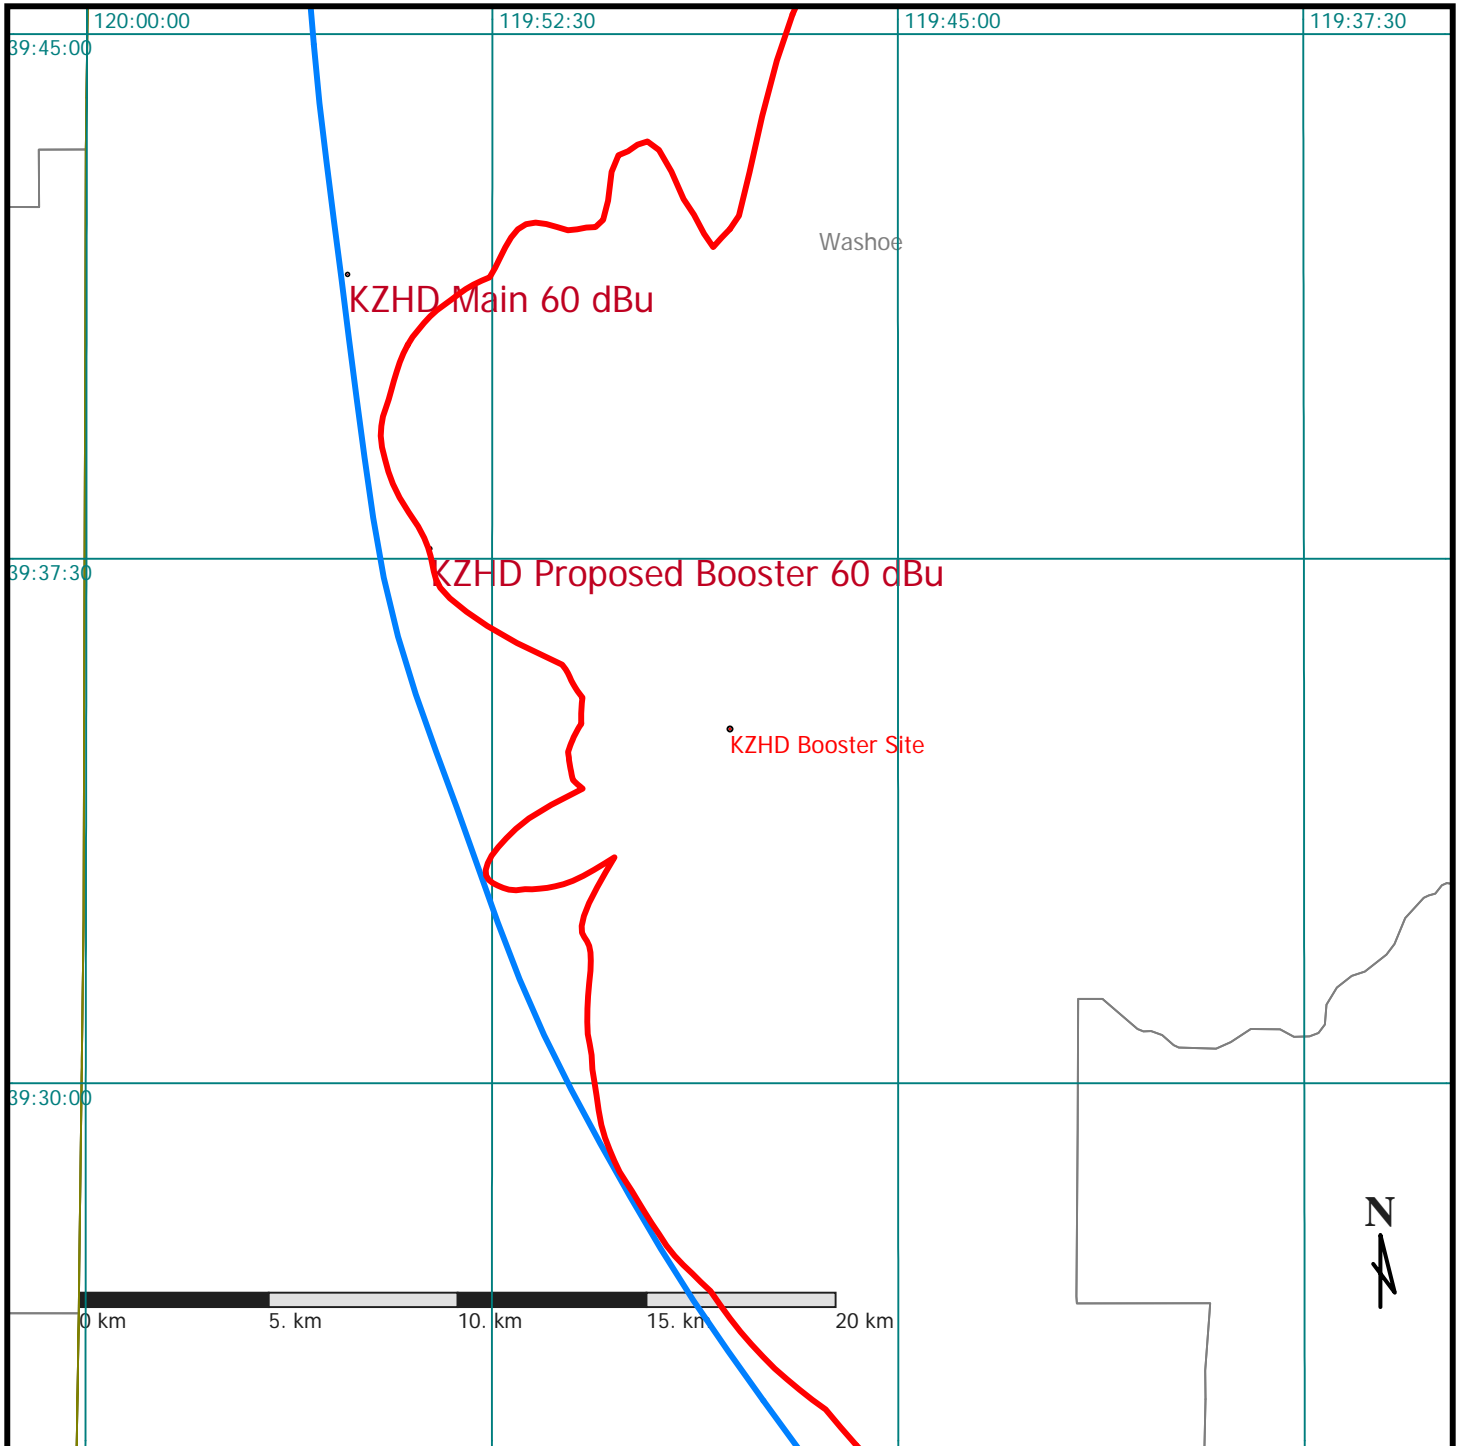 120:00:00 119:52:30 119:45:00 119:37:30
39:45:00
Washoe
KZHD Main 60 dBu
39:37:30
KZHD Proposed Booster 60 dBu
KZHD Booster Site
39:30:00
N
0 km 5. km 10. km 15. km 20 km